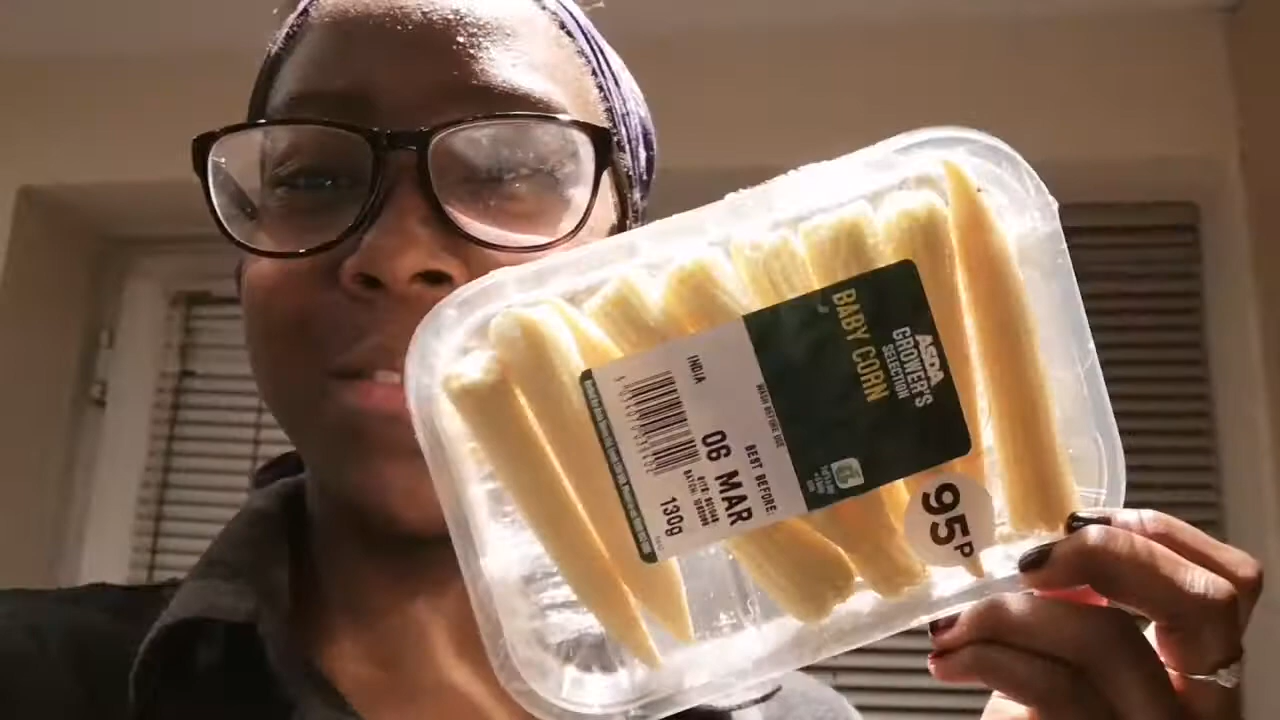 ASDA
GROWER'S
SELECTION
BABY CORN
WASH BEFORE USE
INDIA
BEST BEFORE:
06 MAR
130g
95P